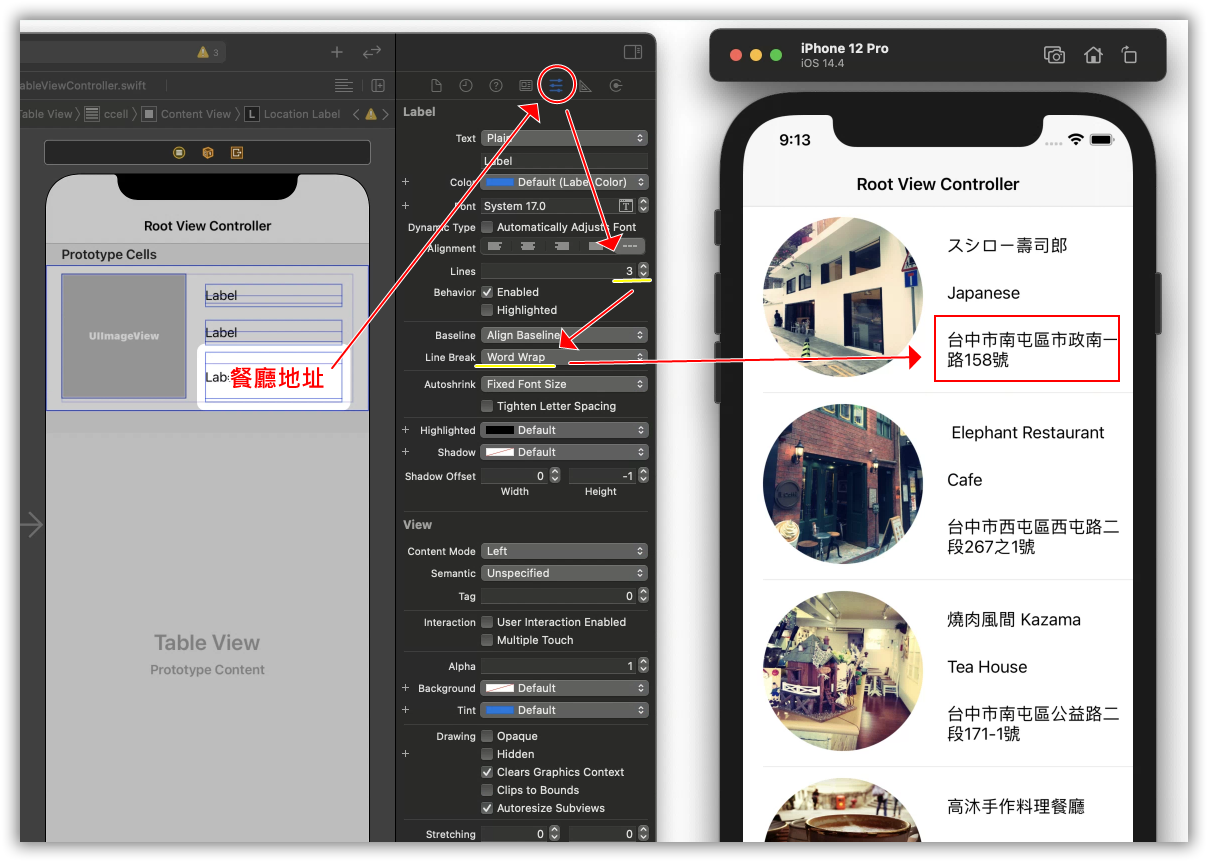 3
ableViewController.swift
Table View
ccell
Content View
L
Location Label
Root View Controller
Prototype Cells
UIImageView
Label
Label
Lab
餐廳地址
Table View
Prototype Content
Label
Text
Plain
Label
Color
Default (Label Color)
Font
System 17.0
T
Dynamic Type
Automatically Adjusts Font
Alignment
Lines
3
Behavior
Enabled
Highlighted
Baseline
Align Baseline
Line Break
Word Wrap
Autoshrink
Fixed Font Size
Tighten Letter Spacing
Highlighted
Default
Shadow
Default
Shadow Offset
0
-1
Width
Height
View
Content Mode
Left
Semantic
Unspecified
Tag
0
Interaction
User Interaction Enabled
Multiple Touch
Alpha
1
Background
Default
Tint
Default
Drawing
Opaque
Hidden
Clears Graphics Context
Clips to Bounds
Autoresize Subviews
Stretching
0
0
iPhone 12 Pro
iOS 14.4
9:13
Root View Controller
スシロー壽司郎
Japanese
台中市南屯區市政南一
路158號
Elephant Restaurant
Cafe
台中市西屯區西屯路二
段267之1號
燒肉風間 Kazama
Tea House
台中市南屯區公益路二
段171-1號
高沐手作料理餐廳